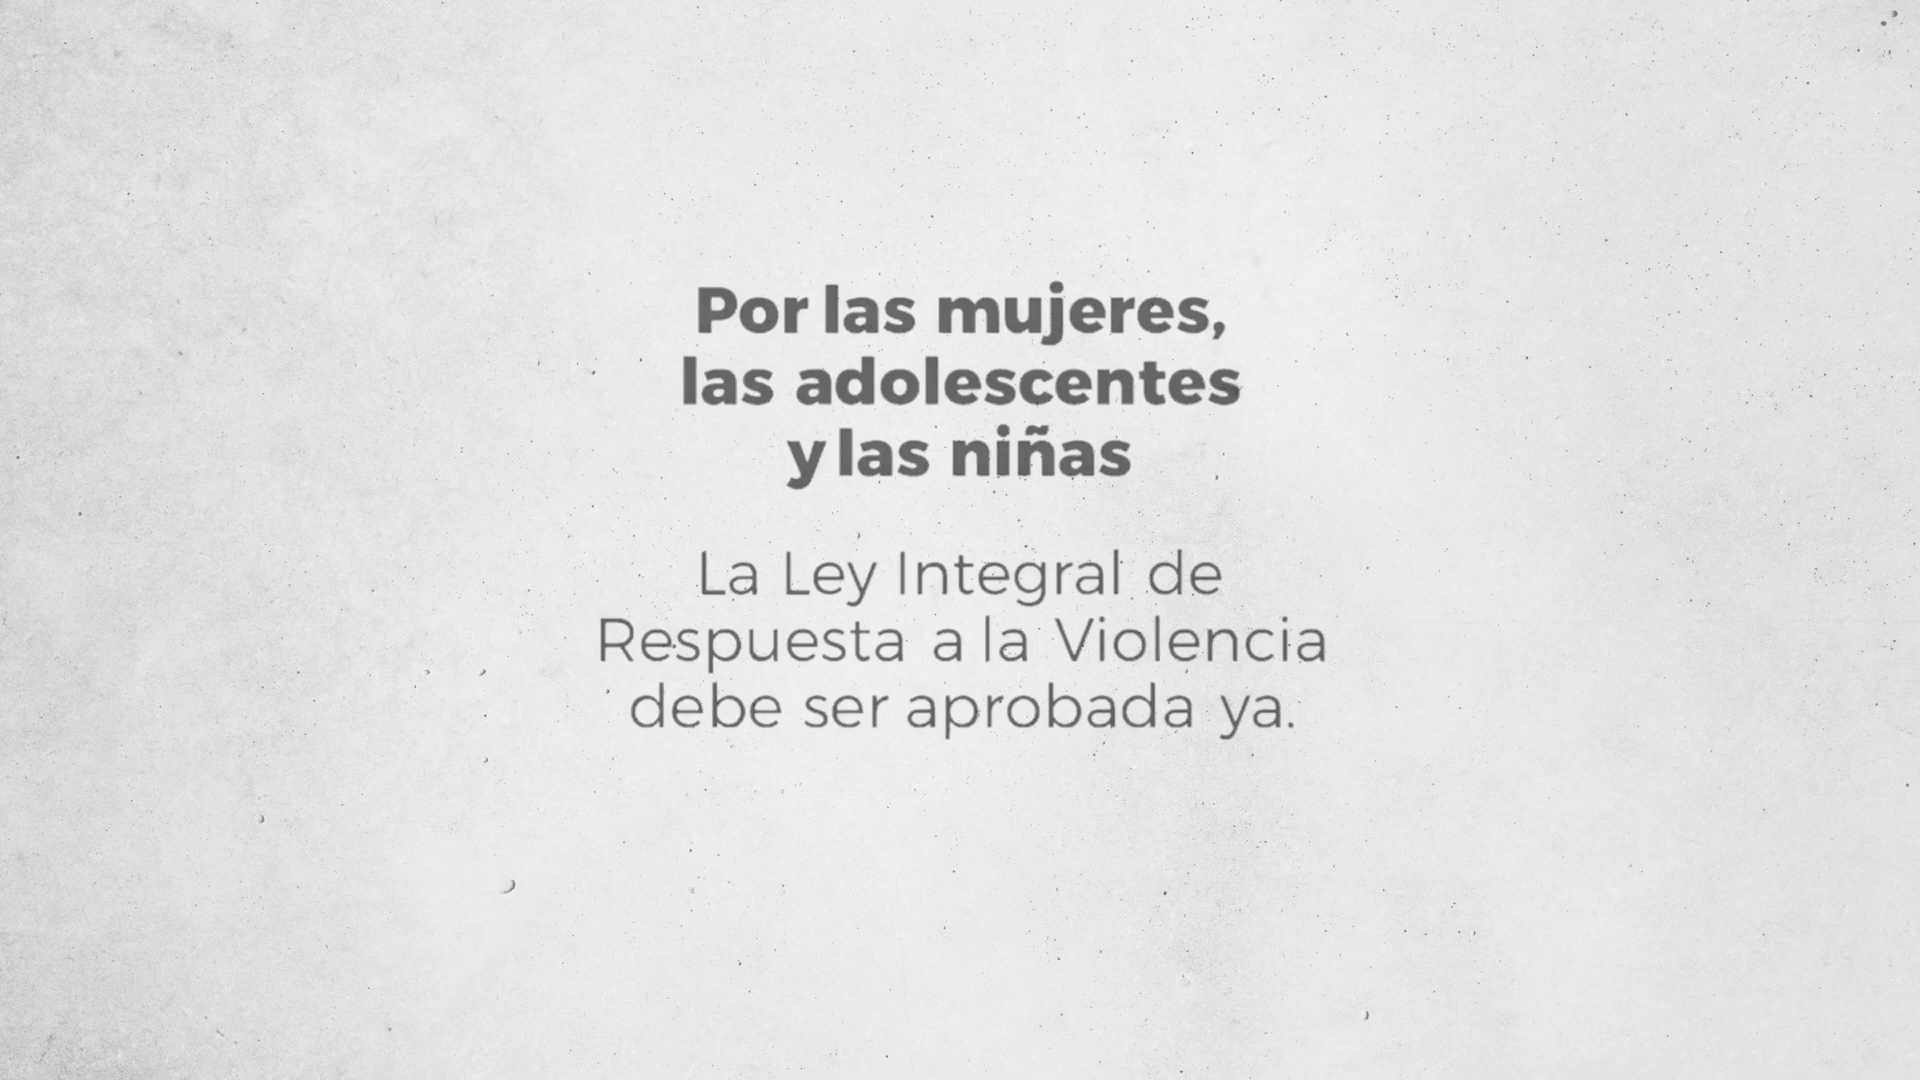 Por las mujeres,
las adolescentes
y las niñas
La Ley Integral de
Respuesta a la Violencia
debe ser aprobada ya.